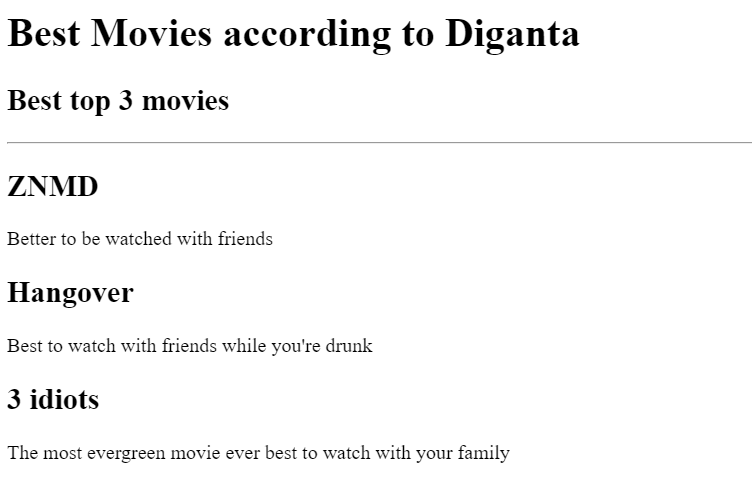 Best Movies according to Diganta
Best top 3 movies
ZNMD
Better to be watched with friends
Hangover
Best to watch with friends while you're drunk
3 idiots
The most evergreen movie ever best to watch with your family